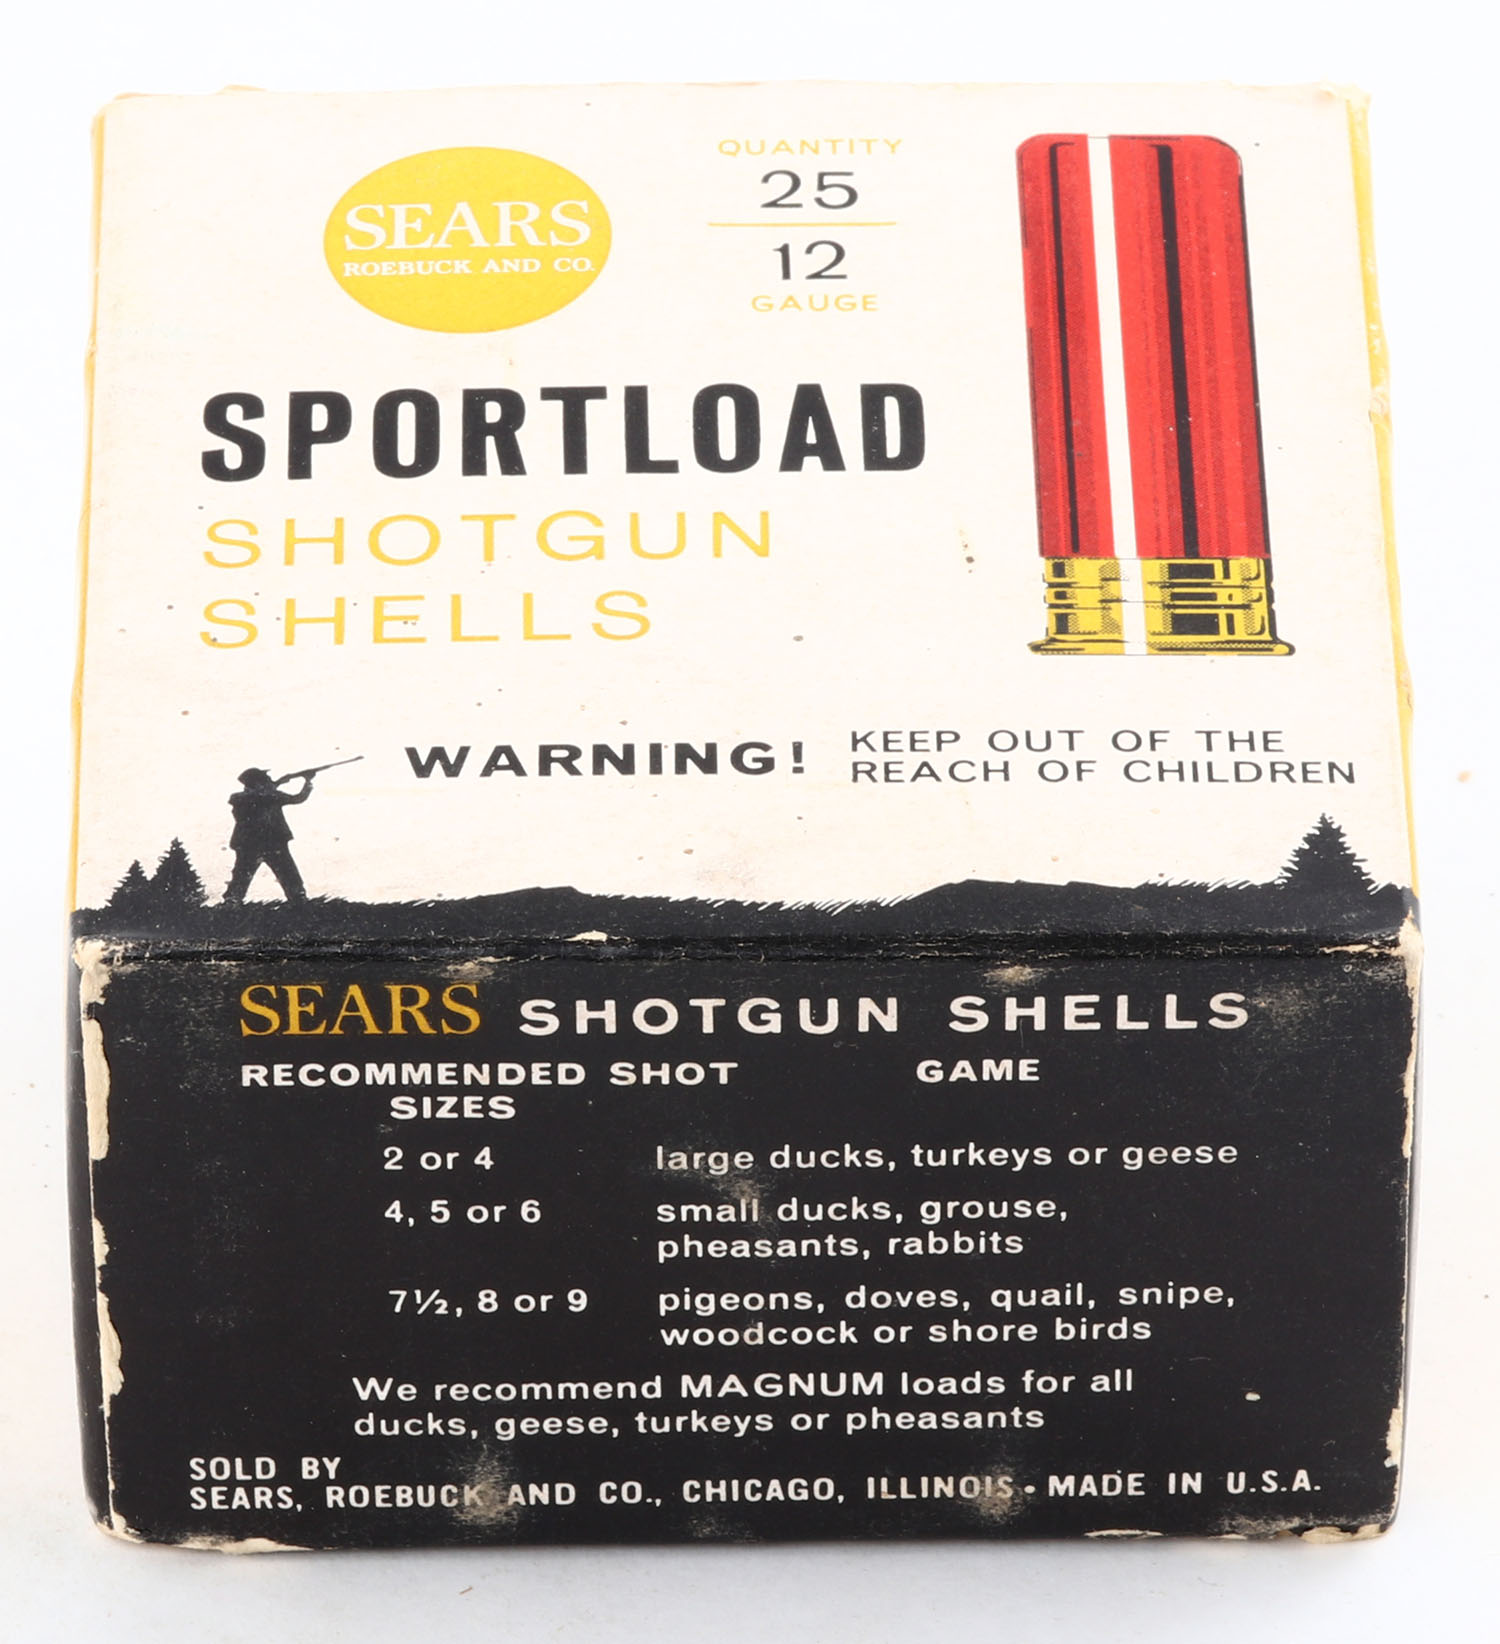 SEARS
ROEBUCK AND CO.
QUANTITY
25
12
GAUGE
SPORTLOAD
SHOTGUN
SHELLS
WARNING! KEEP OUT OF THE
REACH OF CHILDREN
SEARS SHOTGUN SHELLS
RECOMMENDED SHOT GAME
SIZES
2 or 4 large ducks, turkeys or geese
4, 5 or 6 small ducks, grouse,
pheasants, rabbits
7½, 8 or 9 pigeons, doves, quail, snipe,
woodcock or shore birds
We recommend MAGNUM loads for all
ducks, geese, turkeys or pheasants
SOLD BY
SEARS, ROEBUCK AND CO., CHICAGO, ILLINOIS • MADE IN U.S.A.